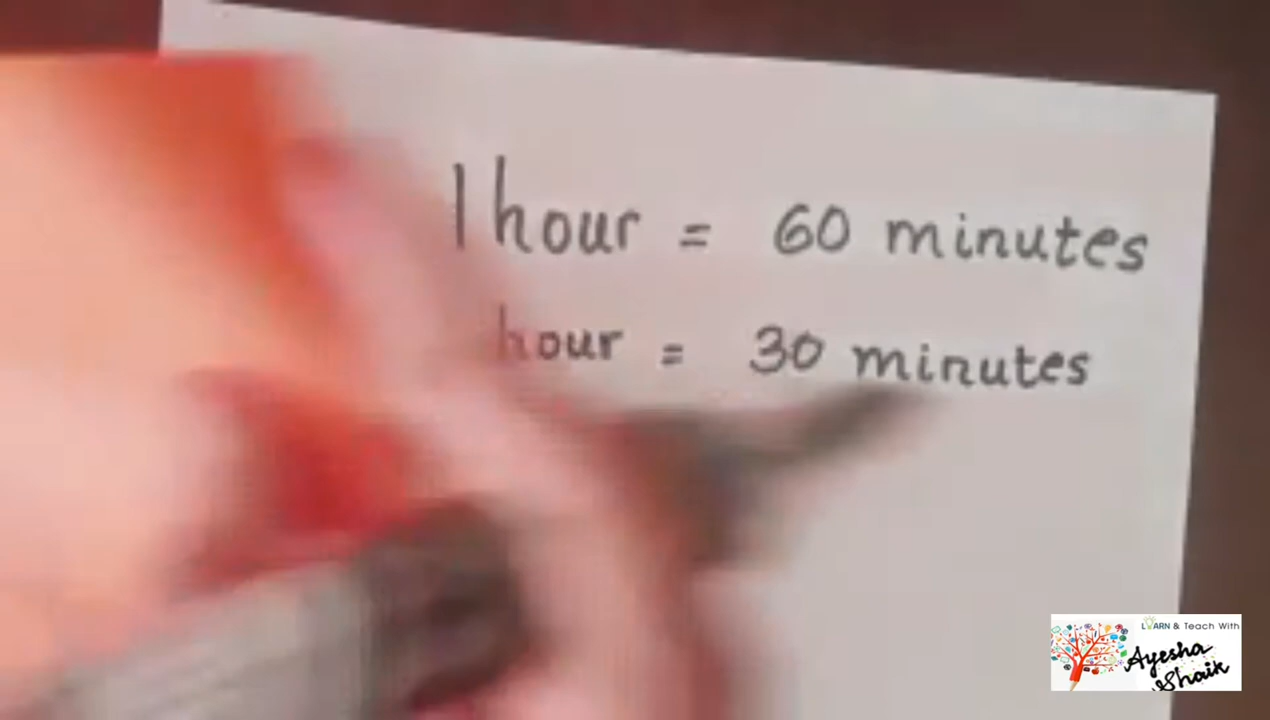 1 hour = 60 minutes
hour = 30 minutes
LEARN & Teach With
Ayesha
Shaik